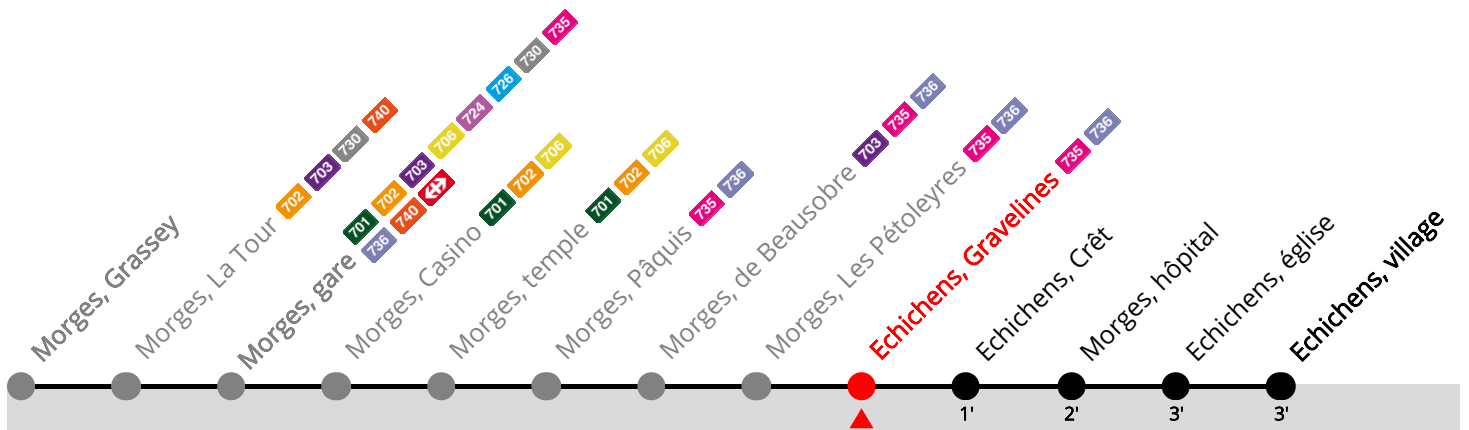 Morges, Grassey
Morges, La Tour 702 703 730 740
Morges, gare 701 702 703 706 724 726 730 735
736 740
Morges, Casino 701 702 706
Morges, temple 701 702 706
Morges, Pâquis 735 736
Morges, de Beausobre 703 735 736
Morges, Les Pétoleyres 735 736
Echichens, Gravelines 735 736
Echichens, Crêt
Morges, hôpital
Echichens, église
Echichens, village
1' 2' 3' 3'